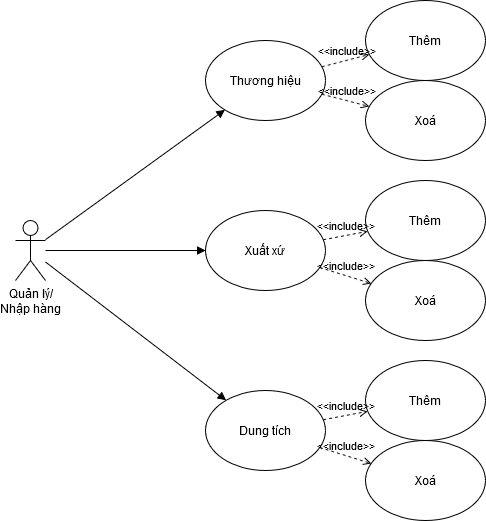 Thêm
<<include>>
Thương hiệu
<<include>>
Xoá
Thêm
<<include>>
Xuất xứ
<<include>>
Xoá
Quản lý/
Nhập hàng
Thêm
<<include>>
Dung tích
<<include>>
Xoá